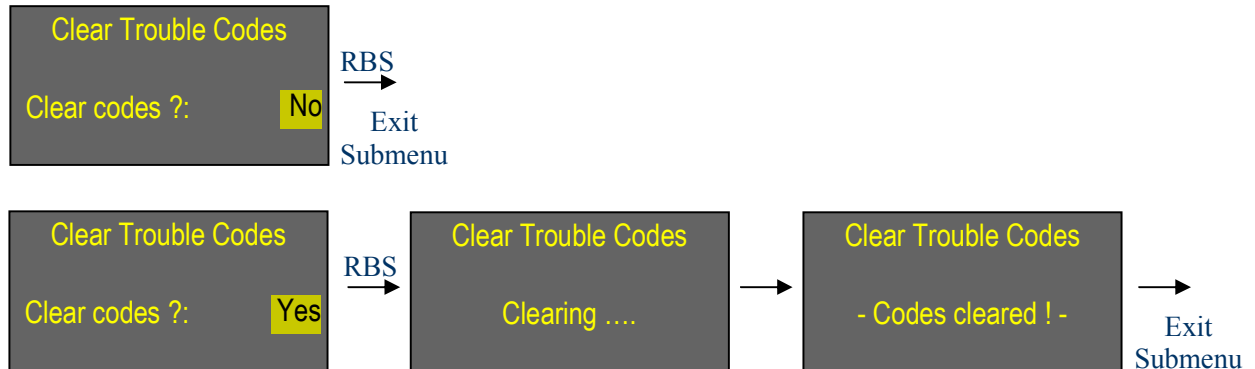 Clear Trouble Codes
Clear codes ?: No
RBS
Exit
Submenu
Clear Trouble Codes
Clear codes ?: Yes
RBS
Clear Trouble Codes
Clearing ....
Clear Trouble Codes
- Codes cleared ! -
Exit
Submenu